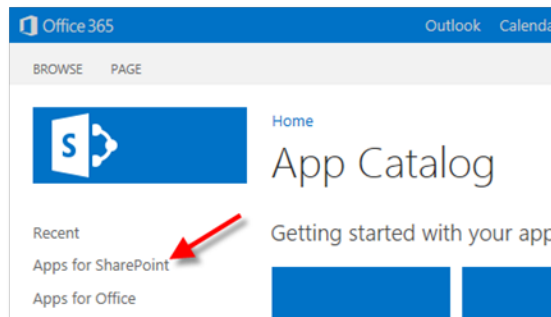 Office 365
Outlook Calenda
BROWSE PAGE
S
Home
App Catalog
Recent
Getting started with your app
Apps for SharePoint
Apps for Office